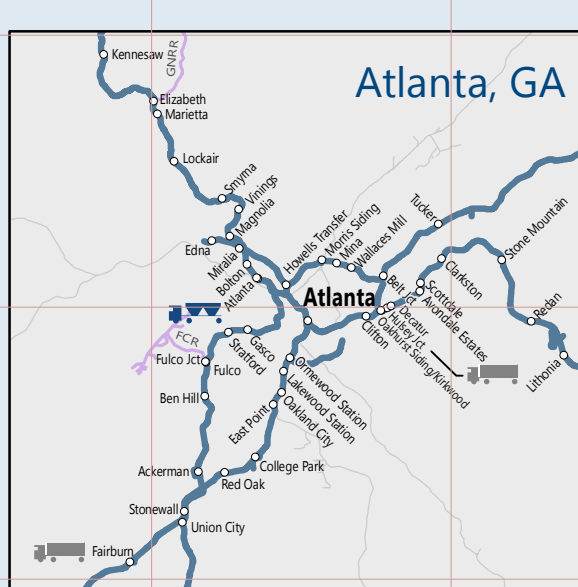 Kennesaw
GNRR
Atlanta, GA
Elizabeth
Marietta
Lockair
Smyrna
Vinings
Magnolia
Edna
Miralia
Bolton
Atlanta
Howells Transfer
Morris Siding
Mina
Wallaces Mill
Tucker
Stone Mountain
Clarkston
Belt Jct
Scottdale
Avondale Estates
Atlanta
Decatur
Hulsey Jct
Oakhurst Siding/Kirkwood
Clifton
Redan
Lithonia
FCR
Gasco
Stratford
Fulco Jct
Fulco
Ormewood Station
Lakewood Station
Oakland City
East Point
Ben Hill
College Park
Ackerman
Red Oak
Stonewall
Union City
Fairburn